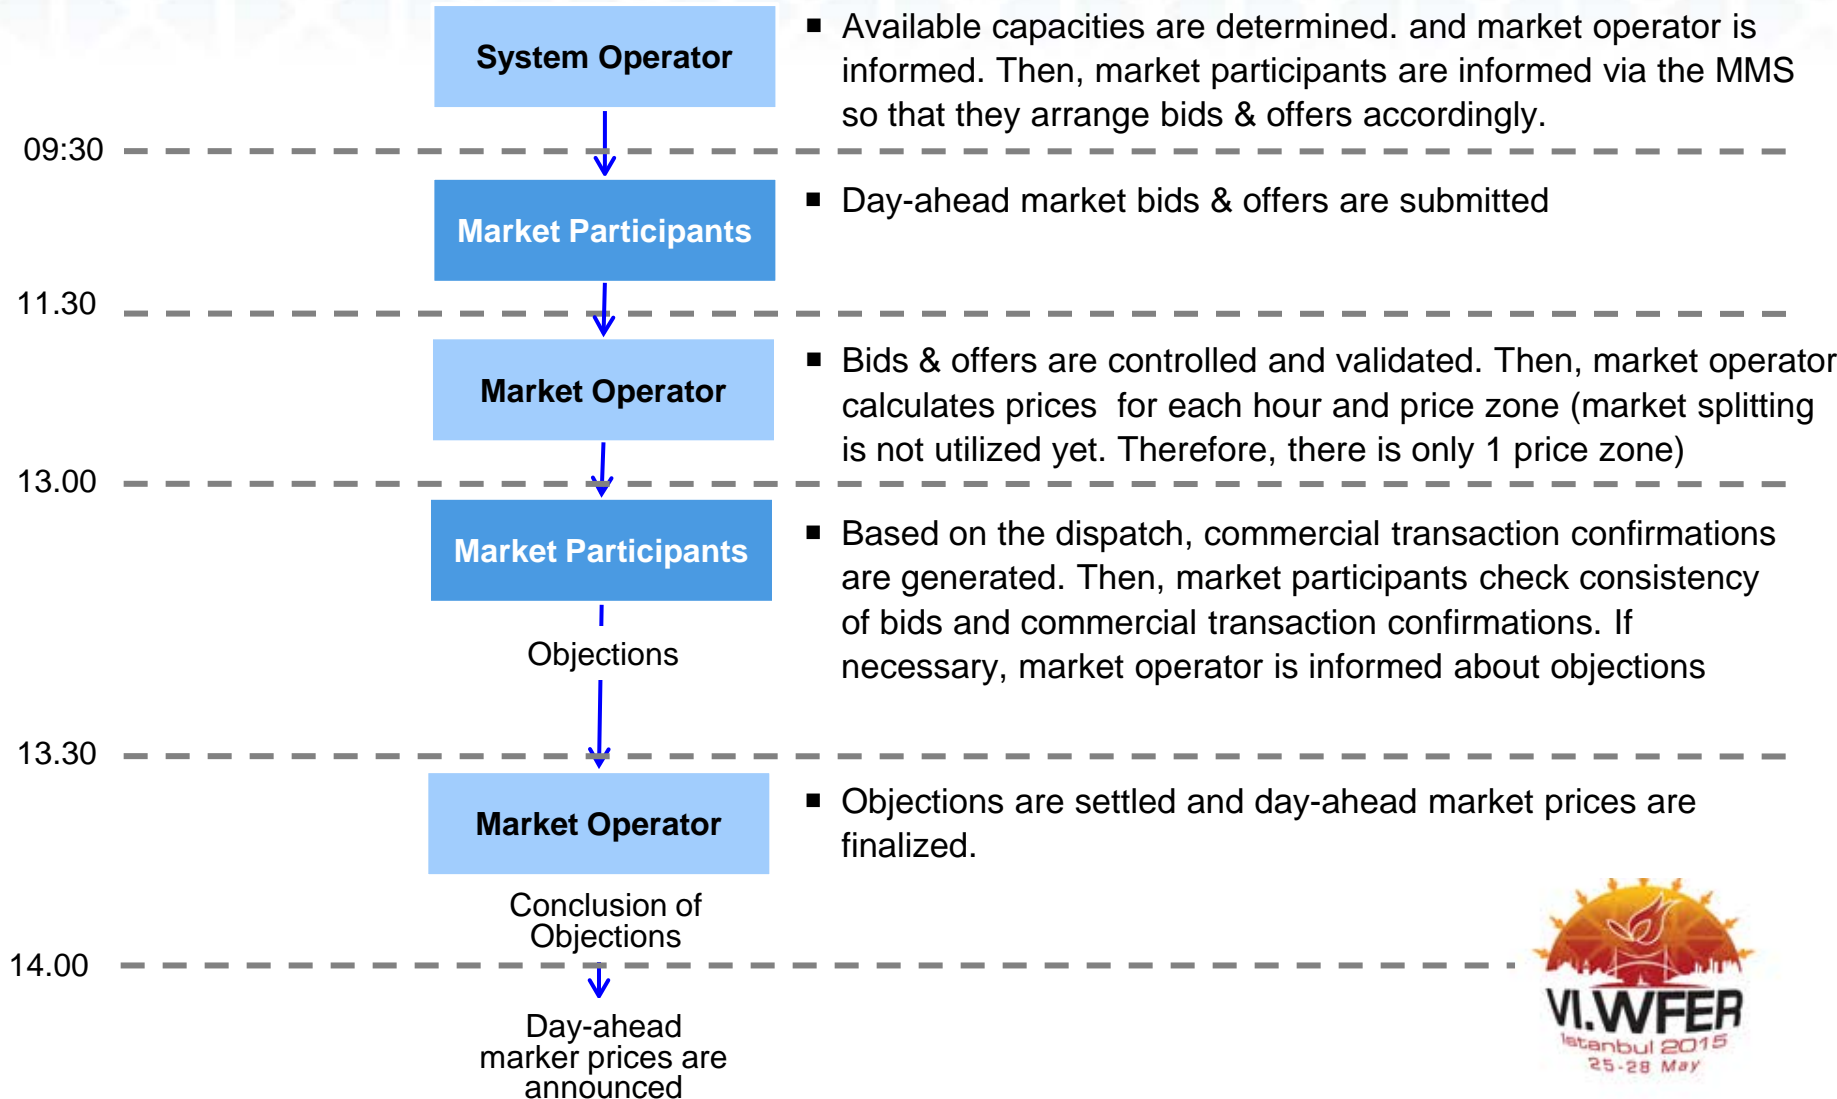 System Operator
■ Available capacities are determined. and market operator is
informed. Then, market participants are informed via the MMS
so that they arrange bids & offers accordingly.
09:30
Market Participants
■ Day-ahead market bids & offers are submitted
11.30
Market Operator
■ Bids & offers are controlled and validated. Then, market operator
calculates prices for each hour and price zone (market splitting
is not utilized yet. Therefore, there is only 1 price zone)
13.00
Market Participants
■ Based on the dispatch, commercial transaction confirmations
are generated. Then, market participants check consistency
of bids and commercial transaction confirmations. If
necessary, market operator is informed about objections
Objections
13.30
Market Operator
■ Objections are settled and day-ahead market prices are
finalized.
Conclusion of
Objections
14.00
Day-ahead
marker prices are
announced
VI.WFER
Istanbul 2015
25-28 May